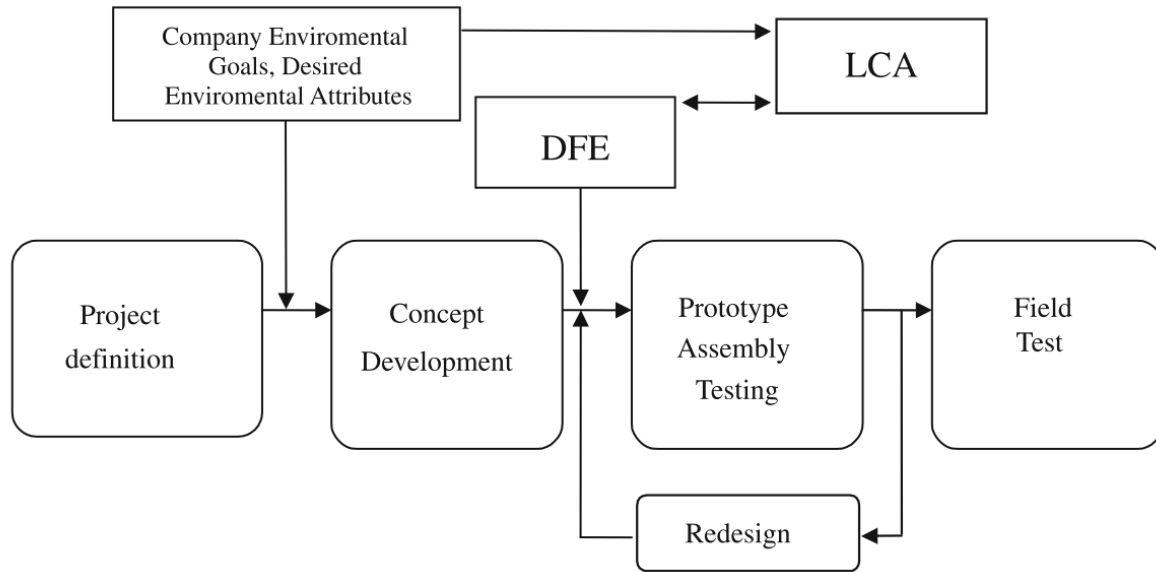 Company Enviromental
Goals, Desired
Enviromental Attributes
LCA
DFE
Project
definition
Concept
Development
Prototype
Assembly
Testing
Field
Test
Redesign